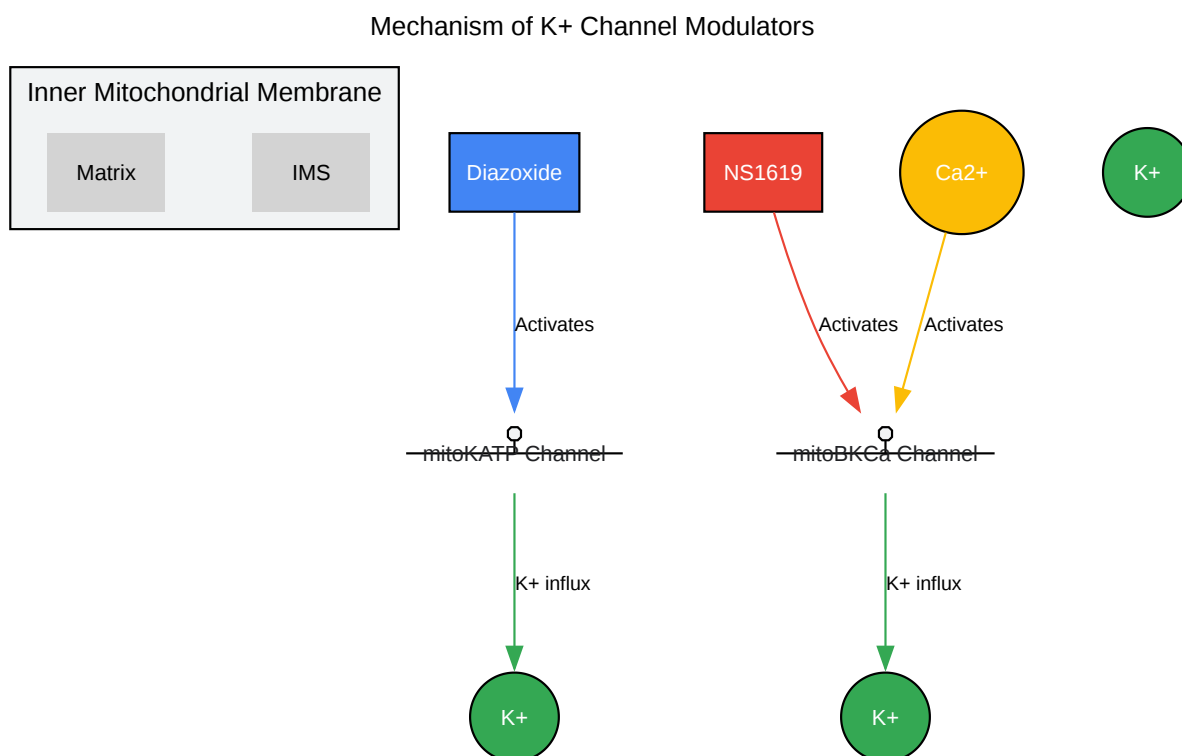 Mechanism of K+ Channel Modulators
Inner Mitochondrial Membrane
Matrix
IMS
Diazoxide
NS1619
Ca2+
K+
Activates
Activates
Activates
mitoKATP Channel
mitoBKCa Channel
K+ influx
K+ influx
K+
K+